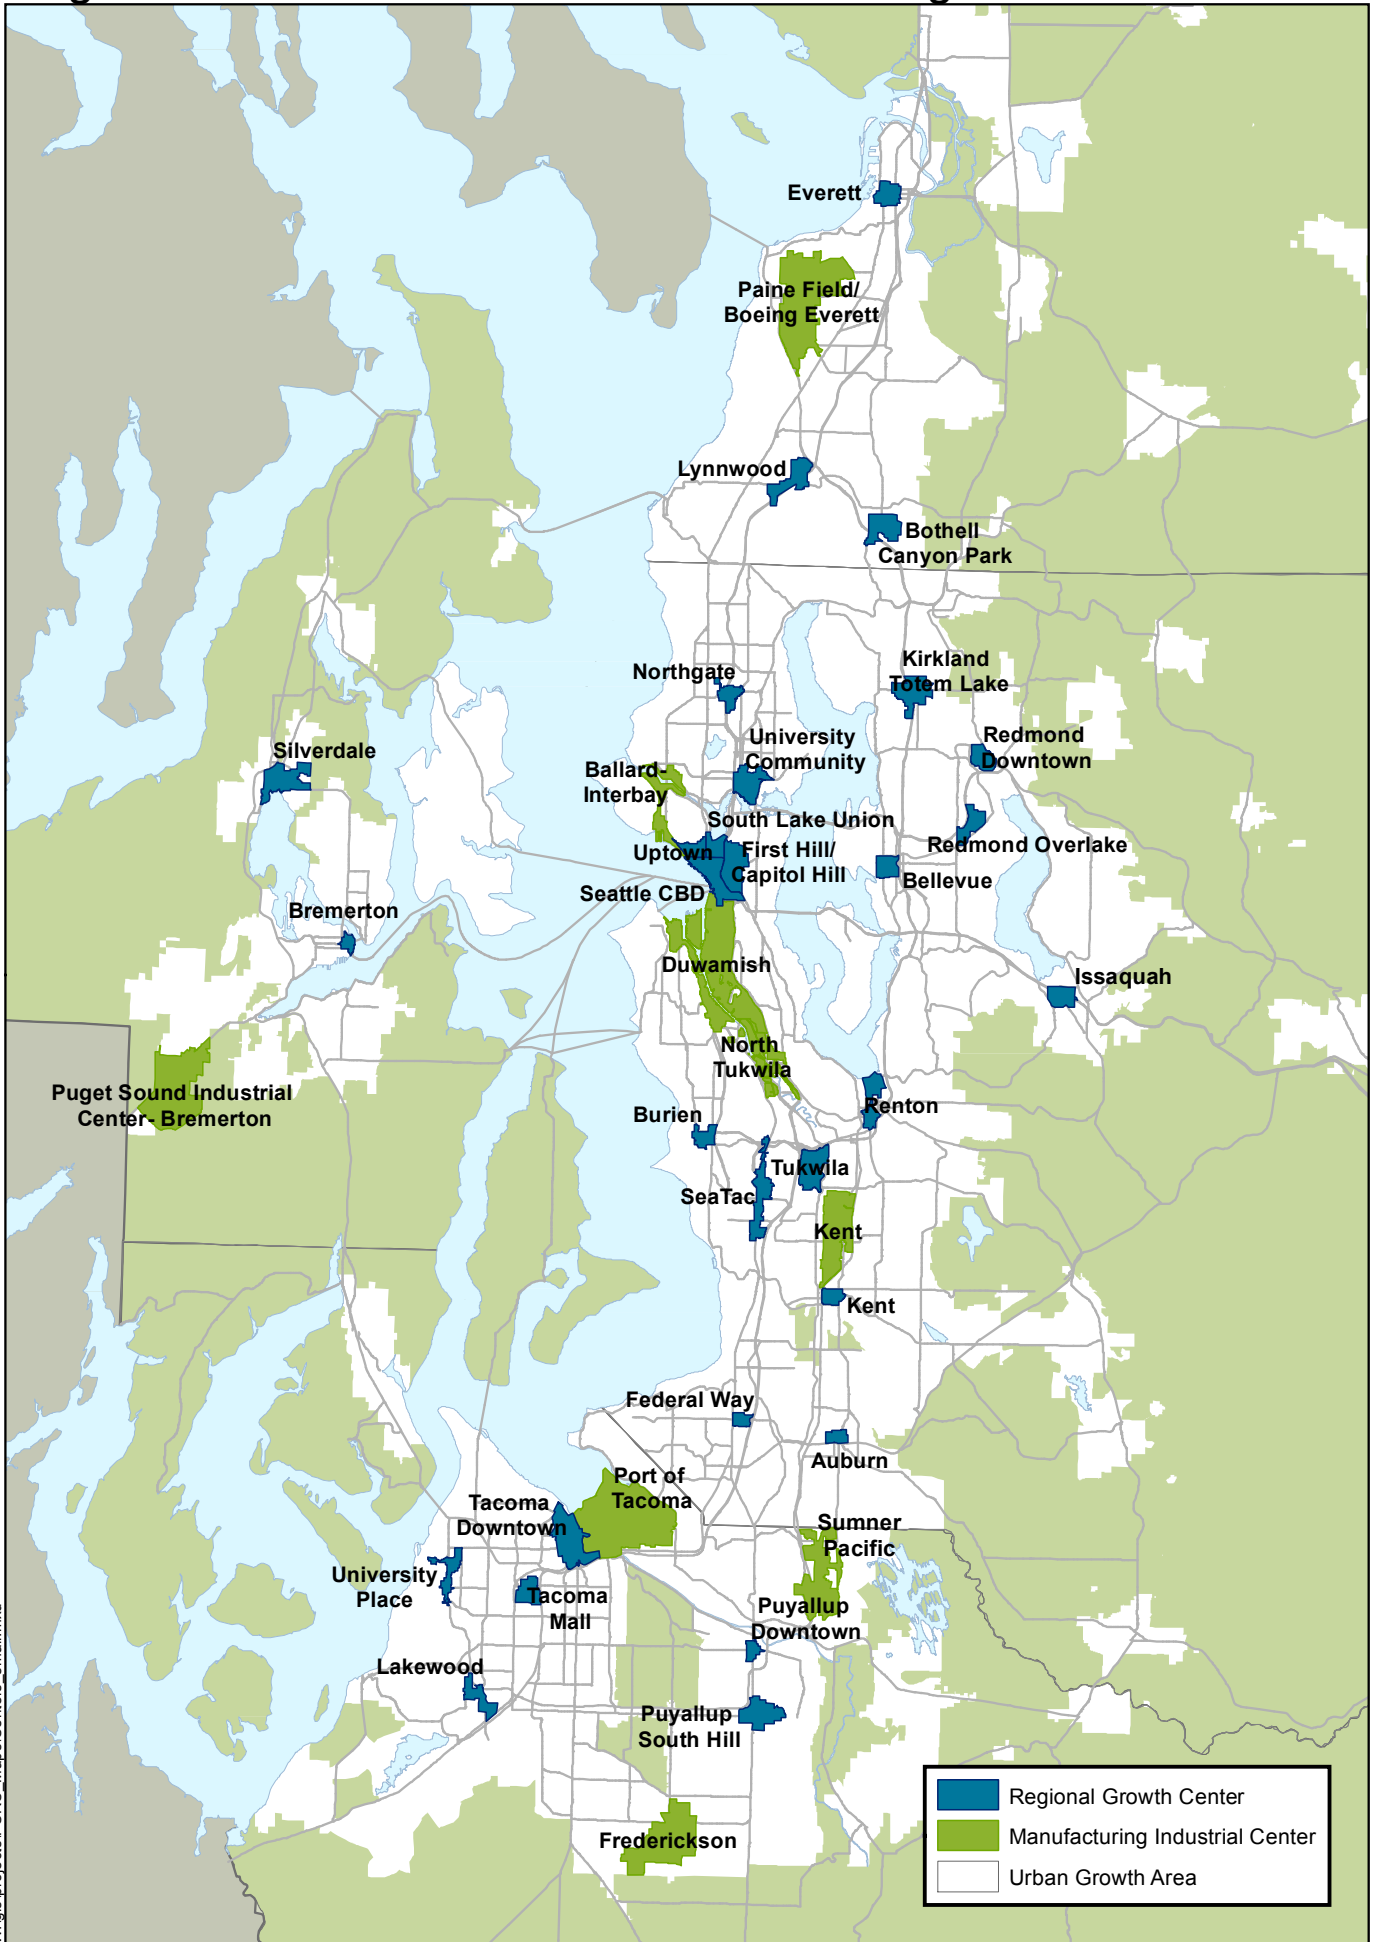 Everett
Paine Field/
Boeing Everett
Lynnwood
Bothell
Canyon Park
Northgate
Kirkland
Totem Lake
University
Community
Redmond
Downtown
Silverdale
Ballard-
Interbay
South Lake Union
Uptown
First Hill/
Capitol Hill
Redmond Overlake
Bellevue
Seattle CBD
Bremerton
Duwamish
Issaquah
North
Tukwila
Puget Sound Industrial
Center- Bremerton
Burien
Renton
Tukwila
SeaTac
Kent
Kent
Federal Way
Auburn
Port of
Tacoma
Tacoma
Downtown
Sumner
Pacific
University
Place
Tacoma
Mall
Puyallup
Downtown
Lakewood
Puyallup
South Hill
Frederickson
Regional Growth Center
Manufacturing Industrial Center
Urban Growth Area